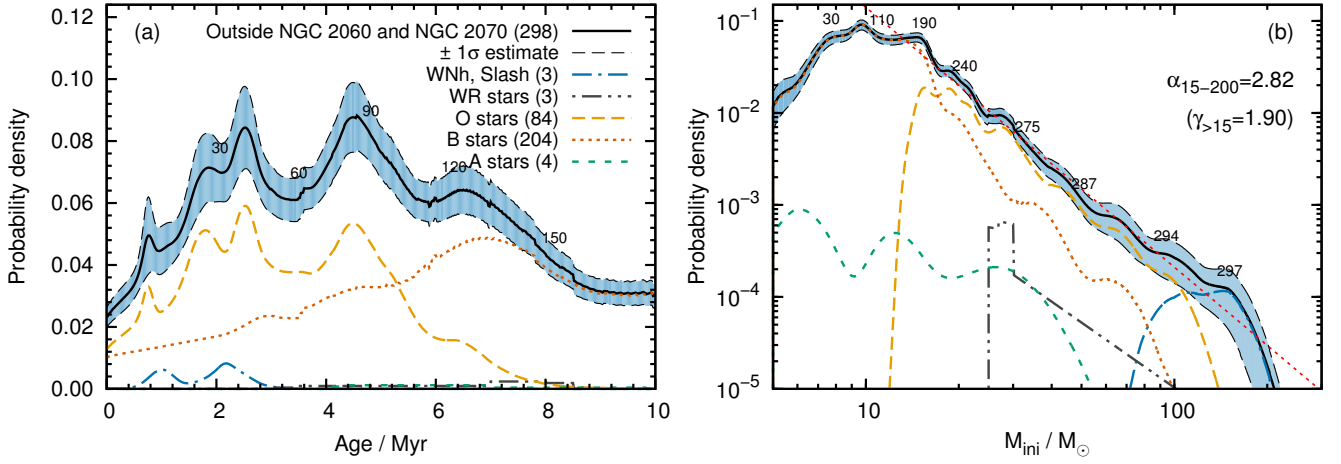 (a)
Outside NGC 2060 and NGC 2070 (298)
± 1σ estimate
WNh, Slash (3)
WR stars (3)
O stars (84)
B stars (204)
A stars (4)
30
60
90
120
150
Probability density
0.00
0.02
0.04
0.06
0.08
0.10
0.12
0
2
4
6
8
10
Age / Myr
(b)
30
110
190
240
275
287
294
297
α15−200=2.82
(γ>15=1.90)
Probability density
10−1
10−2
10−3
10−4
10−5
10
100
Mini / M⊙